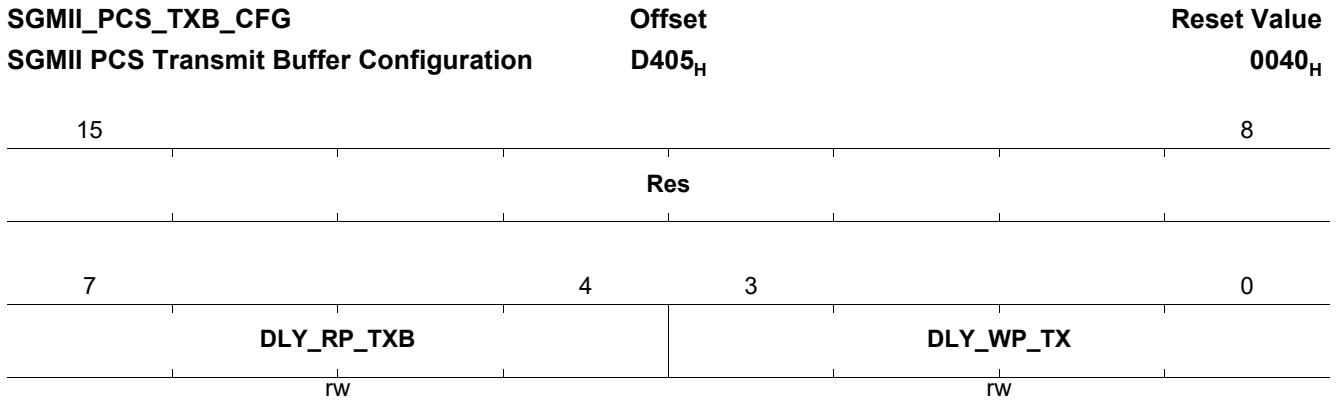 SGMII_PCS_TXB_CFG Offset Reset Value
SGMII PCS Transmit Buffer Configuration D405H 0040H
15 8
Res
7 4 3 0
DLY_RP_TXB DLY_WP_TX
rw rw